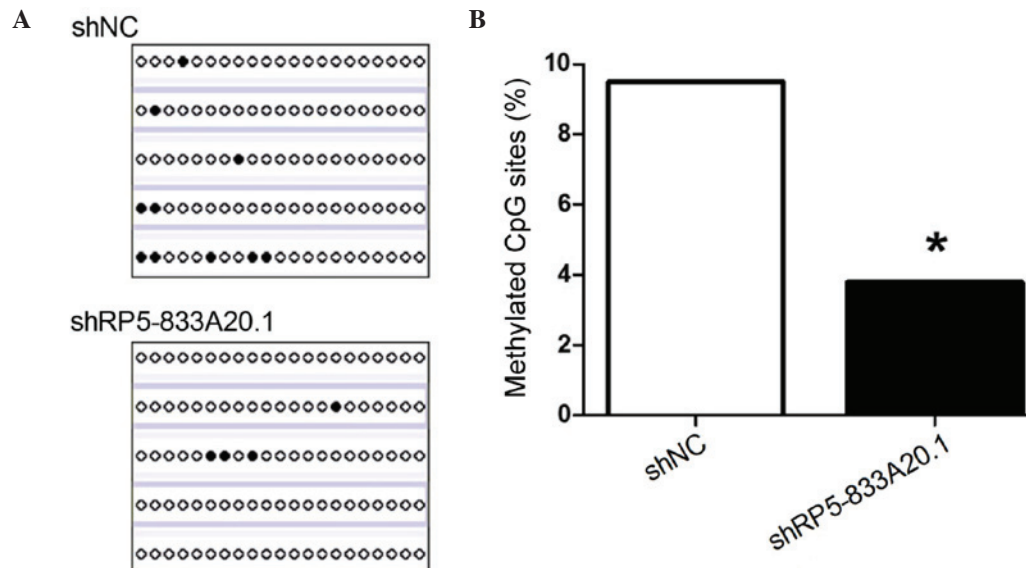 A
shNC
shRP5-833A20.1
B
Methylated CpG sites (%)
10
8
6
4
2
0
*
shNC
shRP5-833A20.1